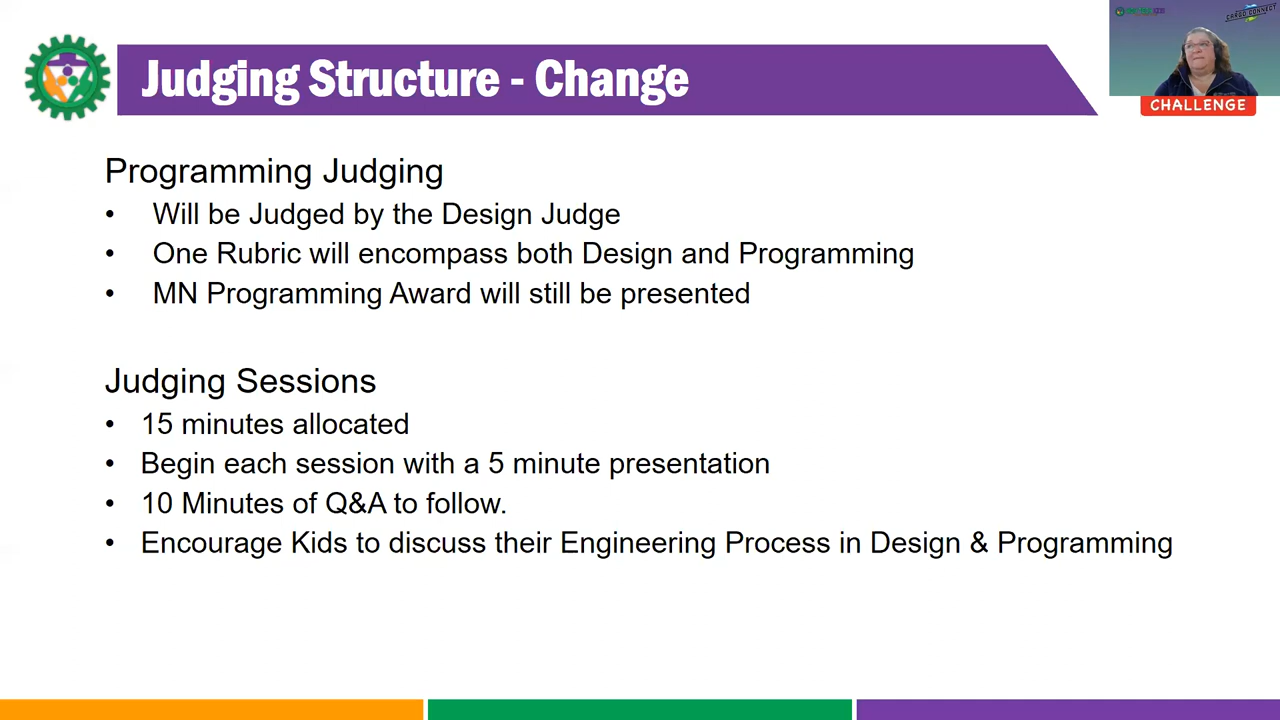 Judging Structure - Change
CARGO CONNECT
CHALLENGE
Programming Judging
• Will be Judged by the Design Judge
• One Rubric will encompass both Design and Programming
• MN Programming Award will still be presented
Judging Sessions
• 15 minutes allocated
• Begin each session with a 5 minute presentation
• 10 Minutes of Q&A to follow.
• Encourage Kids to discuss their Engineering Process in Design & Programming